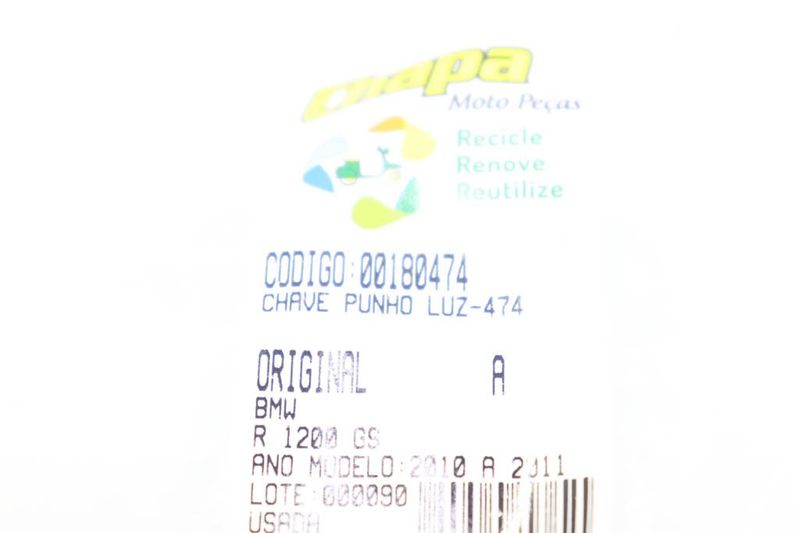 Chapa
Moto Peças
Recicle
Renove
Reutilize
CODIGO:00180474
CHAVE PUNHO LUZ-474
ORIGINAL A
BMW
R 1200 GS
ANO MODELO:2010 A 2011
LOTE:000090
USADA